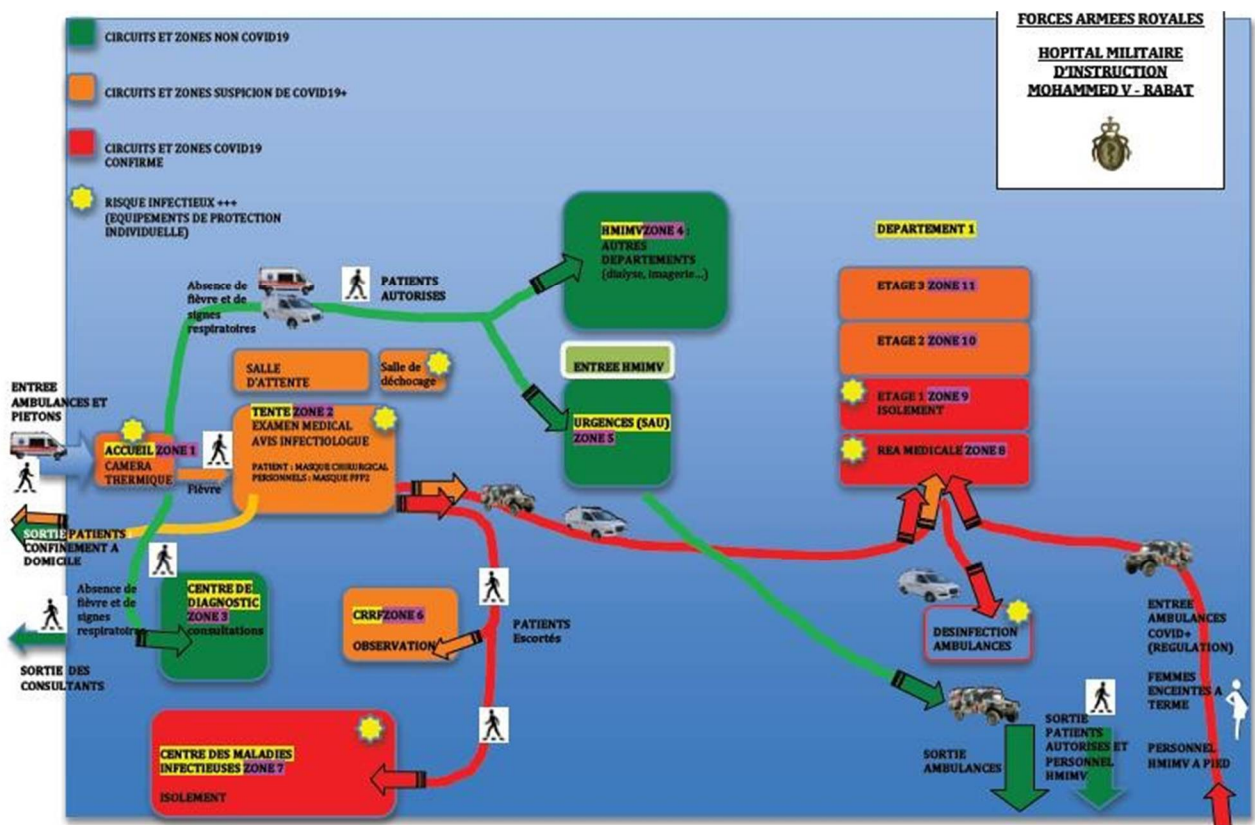 FORCES ARMEES ROYALES
HOPITAL MILITAIRE
D'INSTRUCTION
MOHAMMED V - RABAT
CIRCUITS ET ZONES NON COVID19
CIRCUITS ET ZONES SUSPICION DE COVID19+
CIRCUITS ET ZONES COVID19
CONFIRME
RISQUE INFECTIEUX +++
(EQUIPEMENTS DE PROTECTION
INDIVIDUELLE)
Absence de
fièvre et de
signes
respiratoires
PATIENTS
AUTORISES
HMIMVZONE 4 :
AUTRES
DEPARTEMENTS
(dialyse, imagerie...)
DEPARTEMENT 1
ETAGE 3 ZONE 11
ETAGE 2 ZONE 10
ETAGE 1 ZONE 9
ISOLEMENT
REA MEDICALE ZONE 8
ENTREE HMIMV
URGENCES (SAU)
ZONE 5
SALLE
D'ATTENTE
Salle de
déchocage
ENTREE
AMBULANCES ET
PIETONS
ACCUEIL ZONE 1
CAMERA
THERMIQUE
Fièvre
TENTE ZONE 2
EXAMEN MEDICAL
AVIS INFECTIOLOGUE
PATIENT : MASQUE CHIRURGICAL
PERSONNELS : MASQUE FFP2
SORTIE PATIENTS :
CONFINEMENT A
DOMICILE
Absence de
fièvre et de
signes
respiratoires
SORTIE DES
CONSULTANTS
CENTRE DE
DIAGNOSTIC
ZONE 3
consultations
CRRFZONE 6
OBSERVATION
PATIENTS
Escortés
CENTRE DES MALADIES
INFECTIEUSES ZONE 7
ISOLEMENT
DESINFECTION
AMBULANCES
ENTREE
AMBULANCES
COVID+
(REGULATION)
FEMMES
ENCEINTES A
TERME
PERSONNEL
HMIMV A PIED
SORTIE
AMBULANCES
SORTIE
PATIENTS
AUTORISES ET
PERSONNEL
HMIMV